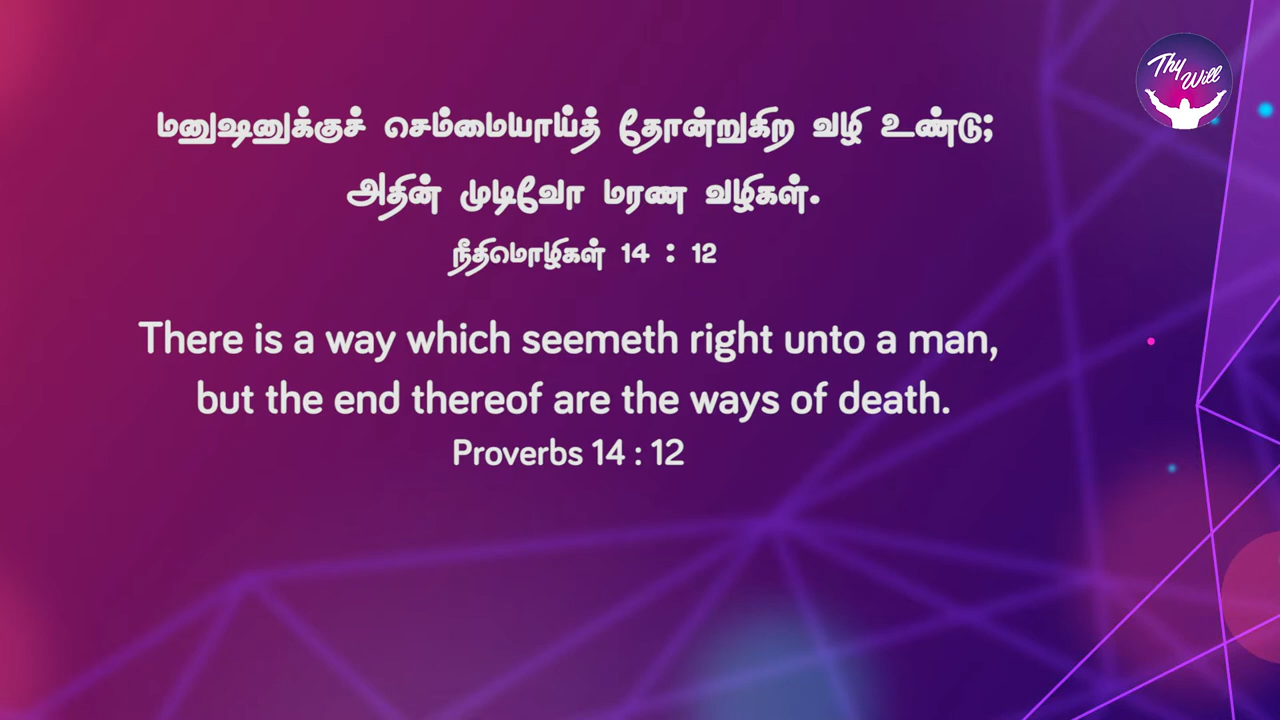 Thy Will
மனுஷனுக்குச் செம்மையாய்த் தோன்றுகிற வழி உண்டு;
அதின் முடிவோ மரண வழிகள்.
நீதிமொழிகள் 14 : 12
There is a way which seemeth right unto a man,
but the end thereof are the ways of death.
Proverbs 14 : 12